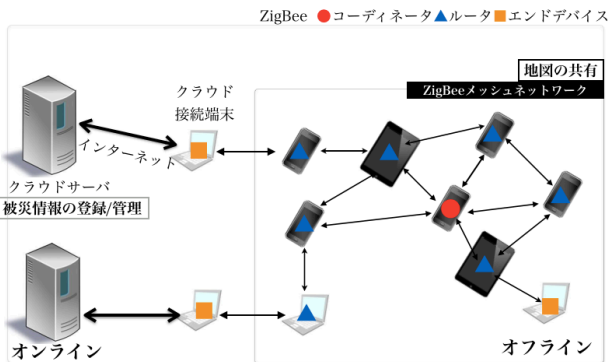 ZigBee ●コーディネータ▲ルータ■エンドデバイス
地図の共有
ZigBeeメッシュネットワーク
クラウド
接続端末
インターネット
クラウドサーバ
被災情報の登録/管理
オンライン
オフライン